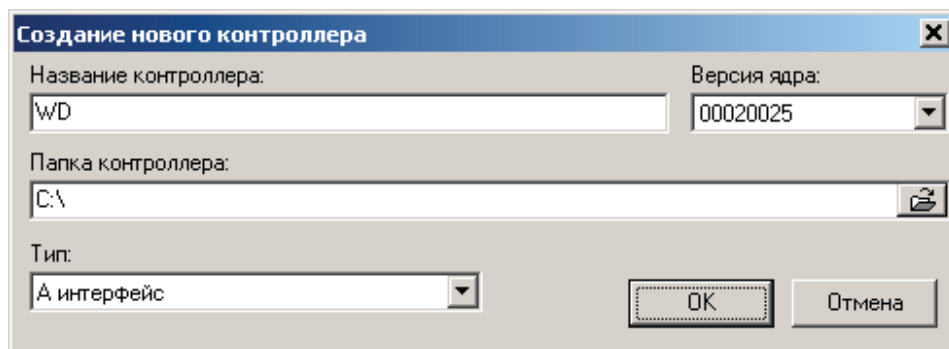 Создание нового контроллера
Название контроллера: Версия ядра:
WD 00020025
Папка контроллера:
C:\
Тип:
А интерфейс
OK Отмена